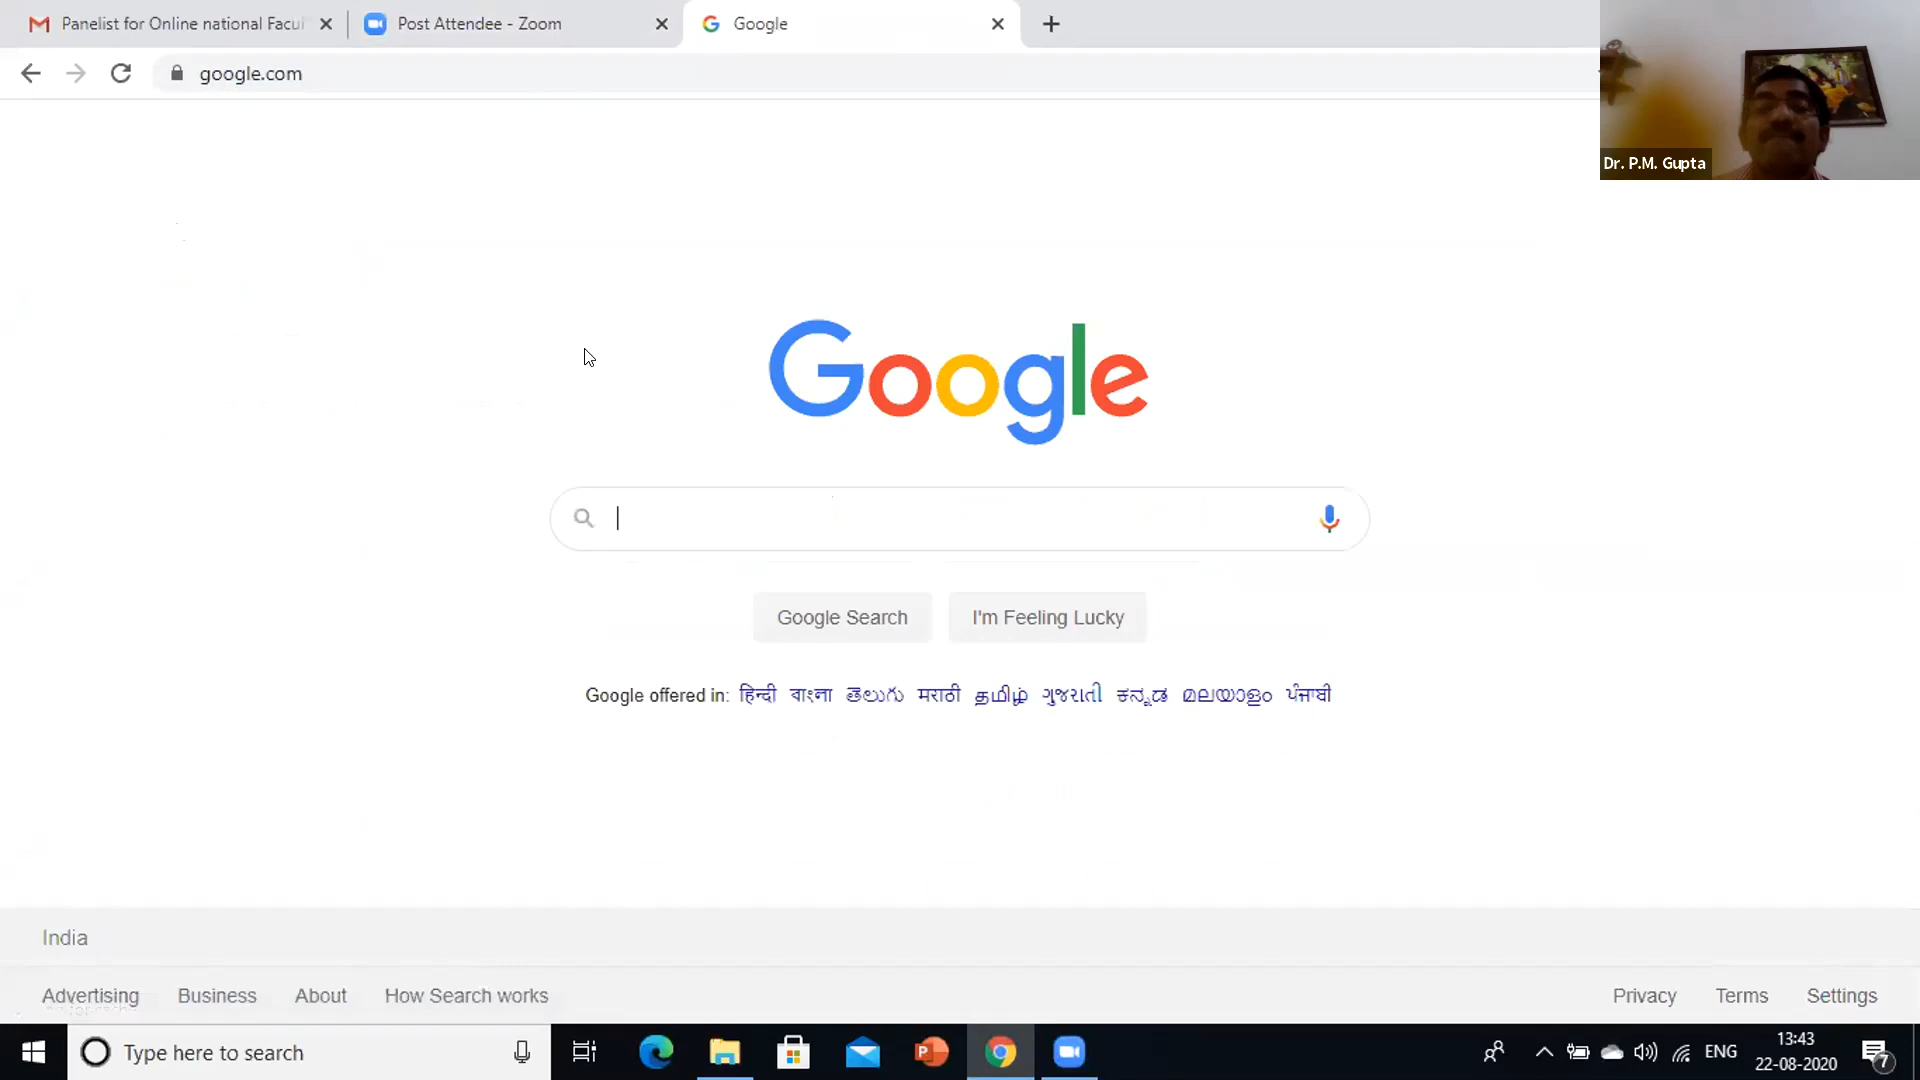 Panelist for Online national Facul
Post Attendee - Zoom
Google
google.com
Dr. P.M. Gupta
Google
Google Search
I'm Feeling Lucky
Google offered in: हिन्दी বাংলা తెలుగు मराठी தமிழ் ગુજરાતી ಕನ್ನಡ മലയാളം ਪੰਜਾਬੀ
India
Advertising Business About How Search works
Privacy Terms Settings
Type here to search
ENG
13:43
22-08-2020
7